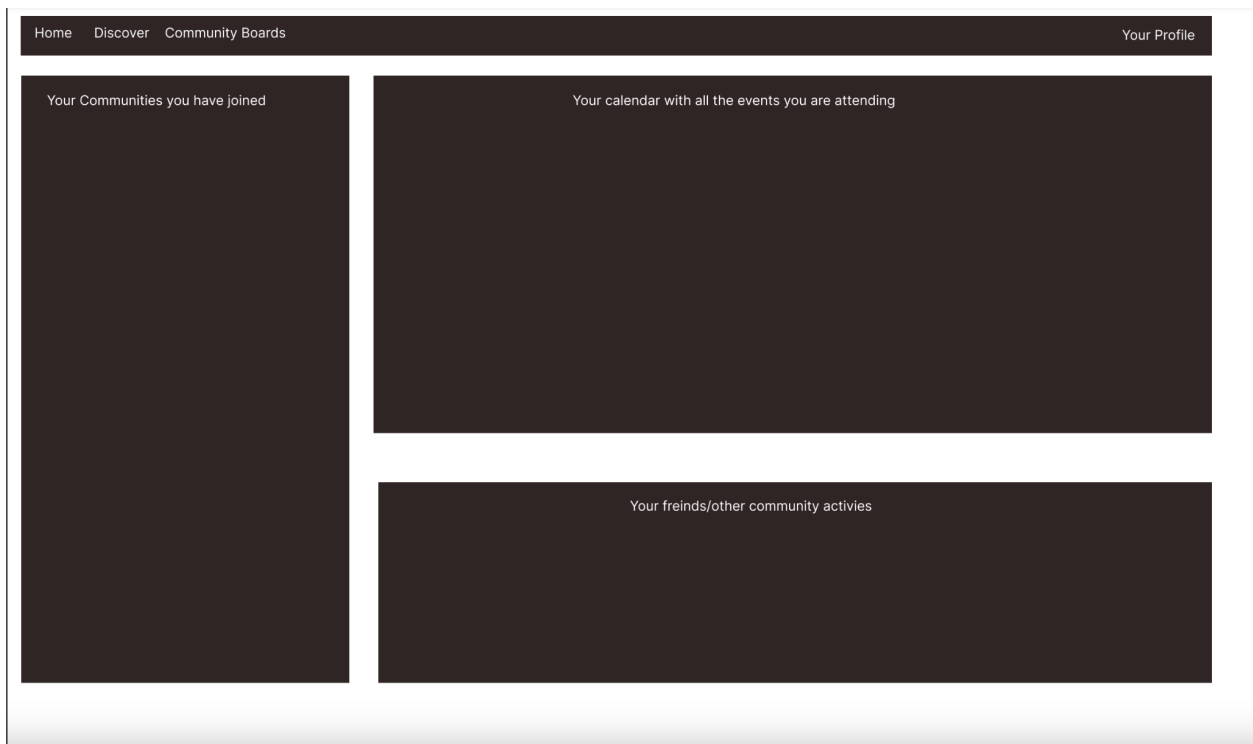 Home Discover Community Boards Your Profile
Your Communities you have joined
Your calendar with all the events you are attending
Your freinds/other community activies